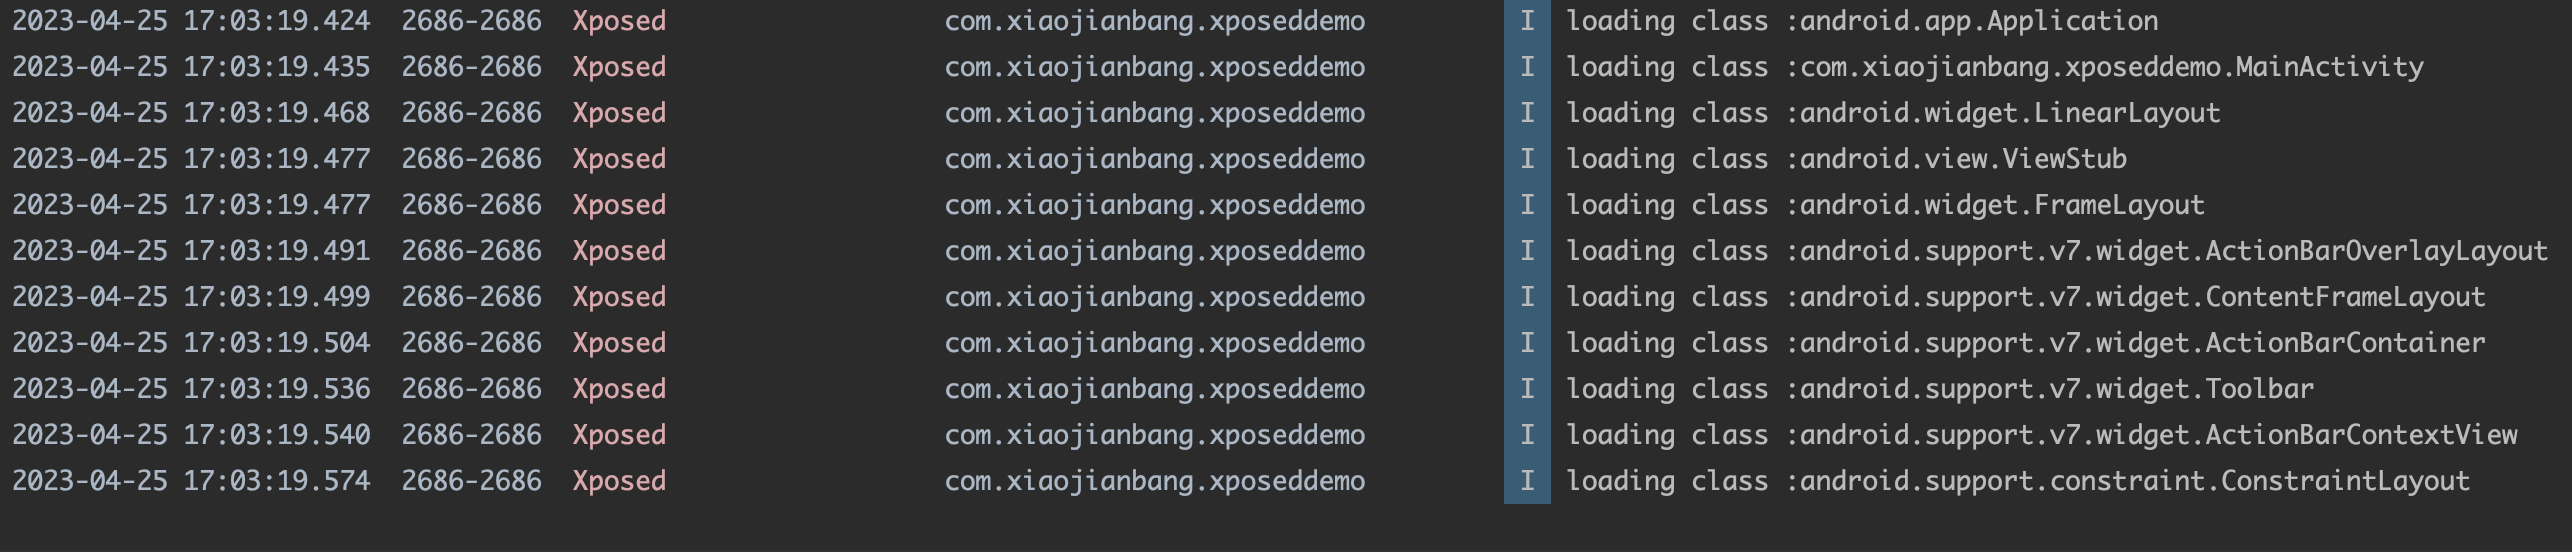 2023-04-25 17:03:19.424 2686-2686 Xposed com.xiaojianbang.xposeddemo I loading class :android.app.Application
2023-04-25 17:03:19.435 2686-2686 Xposed com.xiaojianbang.xposeddemo I loading class :com.xiaojianbang.xposeddemo.MainActivity
2023-04-25 17:03:19.468 2686-2686 Xposed com.xiaojianbang.xposeddemo I loading class :android.widget.LinearLayout
2023-04-25 17:03:19.477 2686-2686 Xposed com.xiaojianbang.xposeddemo I loading class :android.view.ViewStub
2023-04-25 17:03:19.477 2686-2686 Xposed com.xiaojianbang.xposeddemo I loading class :android.widget.FrameLayout
2023-04-25 17:03:19.491 2686-2686 Xposed com.xiaojianbang.xposeddemo I loading class :android.support.v7.widget.ActionBarOverlayLayout
2023-04-25 17:03:19.499 2686-2686 Xposed com.xiaojianbang.xposeddemo I loading class :android.support.v7.widget.ContentFrameLayout
2023-04-25 17:03:19.504 2686-2686 Xposed com.xiaojianbang.xposeddemo I loading class :android.support.v7.widget.ActionBarContainer
2023-04-25 17:03:19.536 2686-2686 Xposed com.xiaojianbang.xposeddemo I loading class :android.support.v7.widget.Toolbar
2023-04-25 17:03:19.540 2686-2686 Xposed com.xiaojianbang.xposeddemo I loading class :android.support.v7.widget.ActionBarContextView
2023-04-25 17:03:19.574 2686-2686 Xposed com.xiaojianbang.xposeddemo I loading class :android.support.constraint.ConstraintLayout